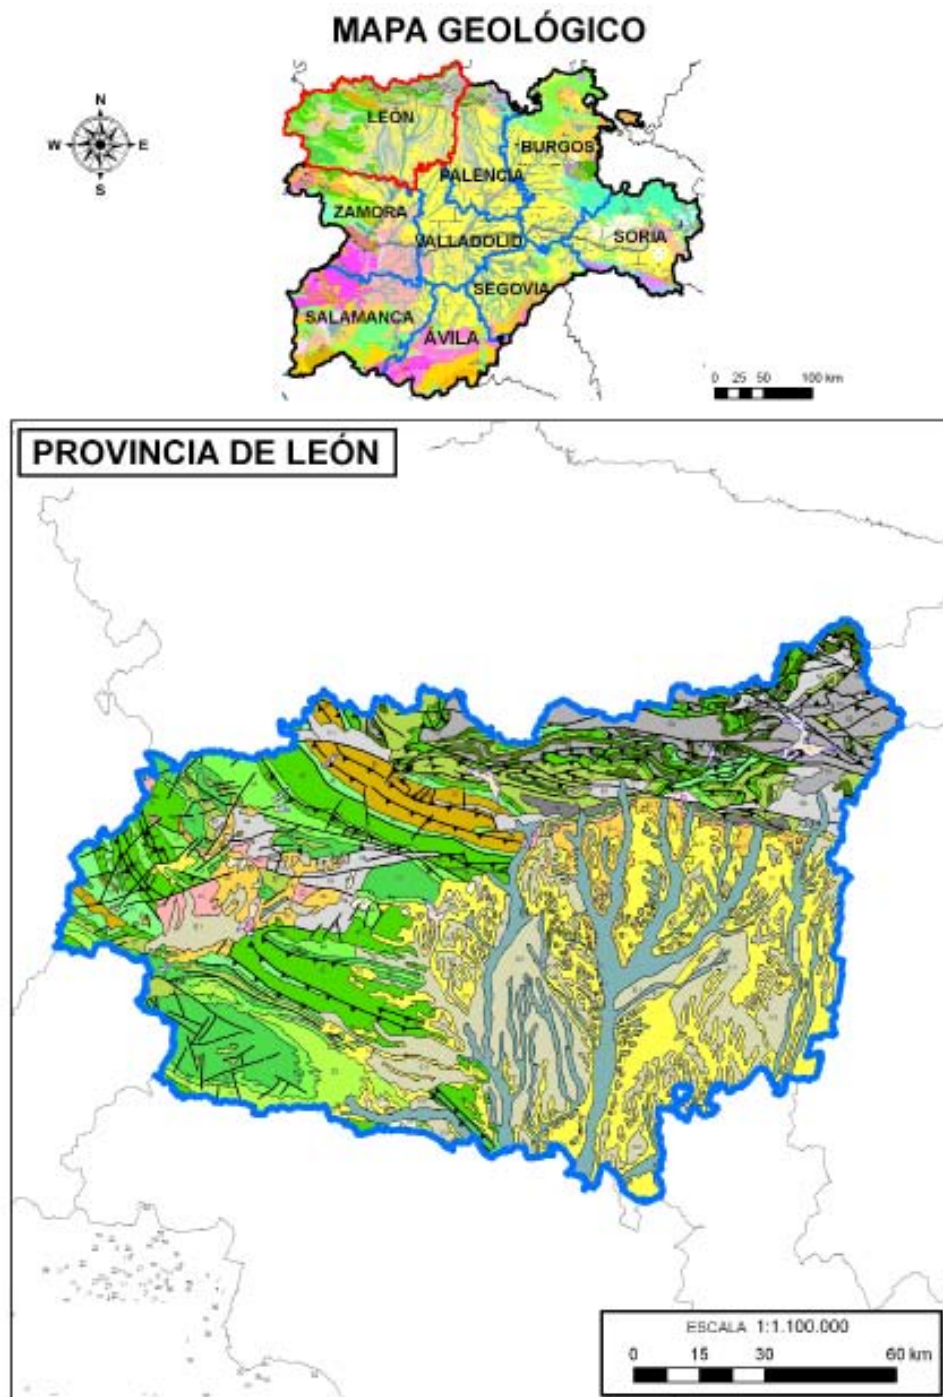 MAPA GEOLÓGICO
N
W E
S
LEÓN
BURGOS
PALENCIA
ZAMORA
SORIA
VALLADOLID
SEGOVIA
SALAMANCA
ÁVILA
0 25 50 100 km
PROVINCIA DE LEÓN
ESCALA 1:1.100.000
0 15 30 60 km